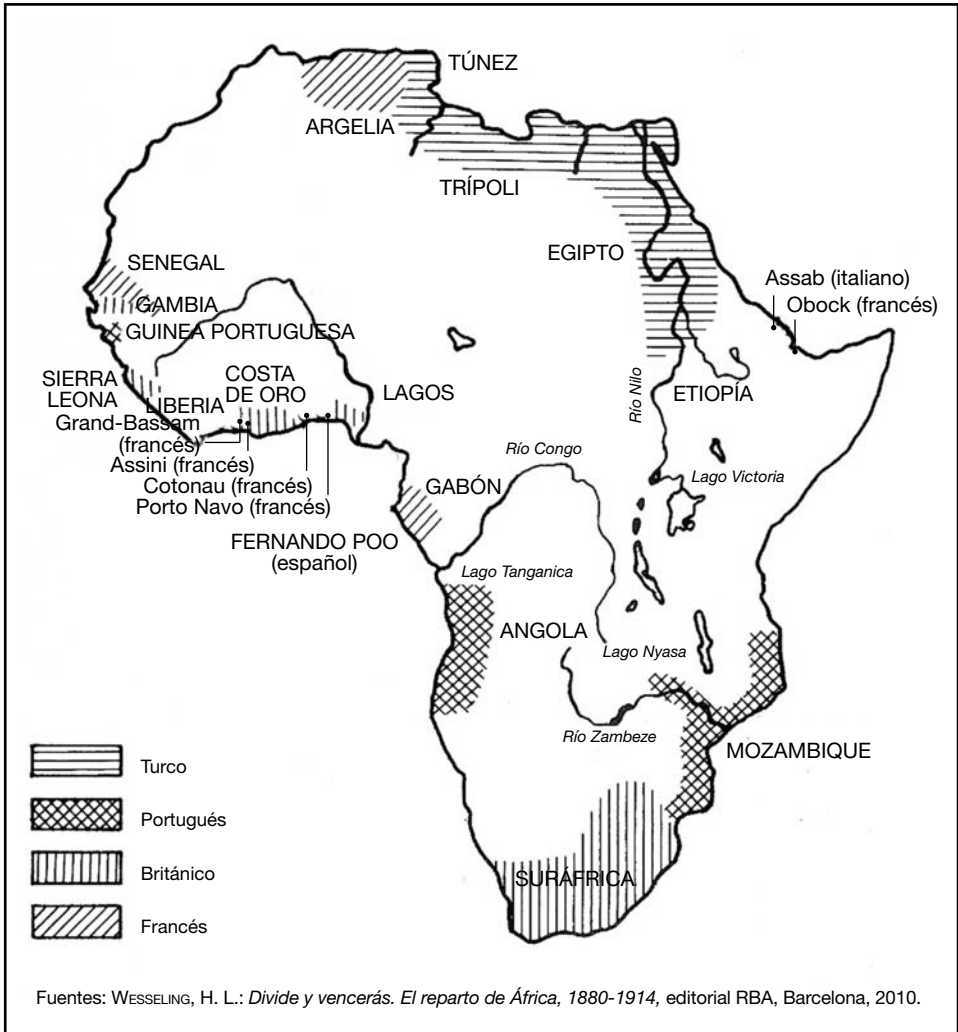 TÚNEZ
ARGELIA
TRÍPOLI
EGIPTO
SENEGAL
GAMBIA
GUINEA PORTUGUESA
Assab (italiano)
Obock (francés)
SIERRA
LEONA
LIBERIA
COSTA
DE ORO
LAGOS
Río Nilo
ETIOPÍA
Grand-Bassam
(francés)
Assini (francés)
Cotonau (francés)
Porto Navo (francés)
Río Congo
Lago Victoria
GABÓN
FERNANDO POO
(español)
Lago Tanganica
ANGOLA
Lago Nyasa
Río Zambeze
MOZAMBIQUE
SURÁFRICA
Turco
Portugués
Británico
Francés
Fuentes: WESSELING, H. L.: Divide y vencerás. El reparto de África, 1880-1914, editorial RBA, Barcelona, 2010.